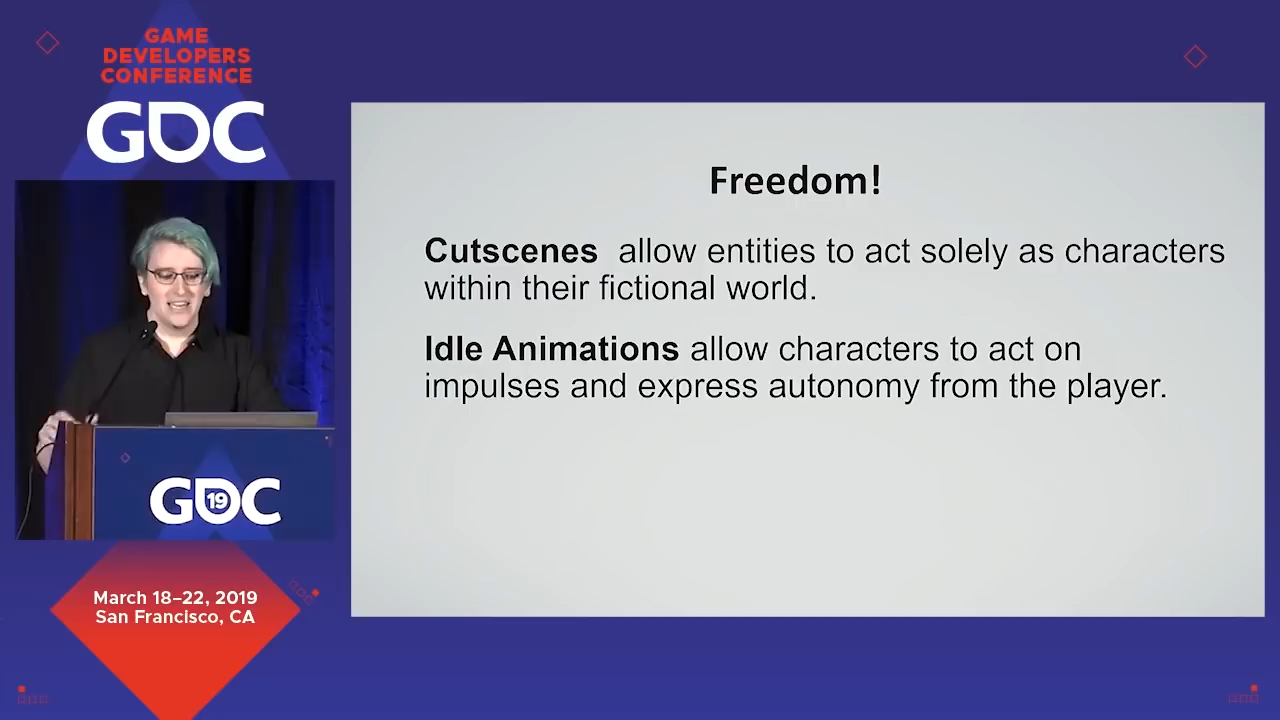 GAME
DEVELOPERS
CONFERENCE
GDC
Freedom!
Cutscenes allow entities to act solely as characters
within their fictional world.
Idle Animations allow characters to act on
impulses and express autonomy from the player.
GDC
19
March 18–22, 2019
San Francisco, CA